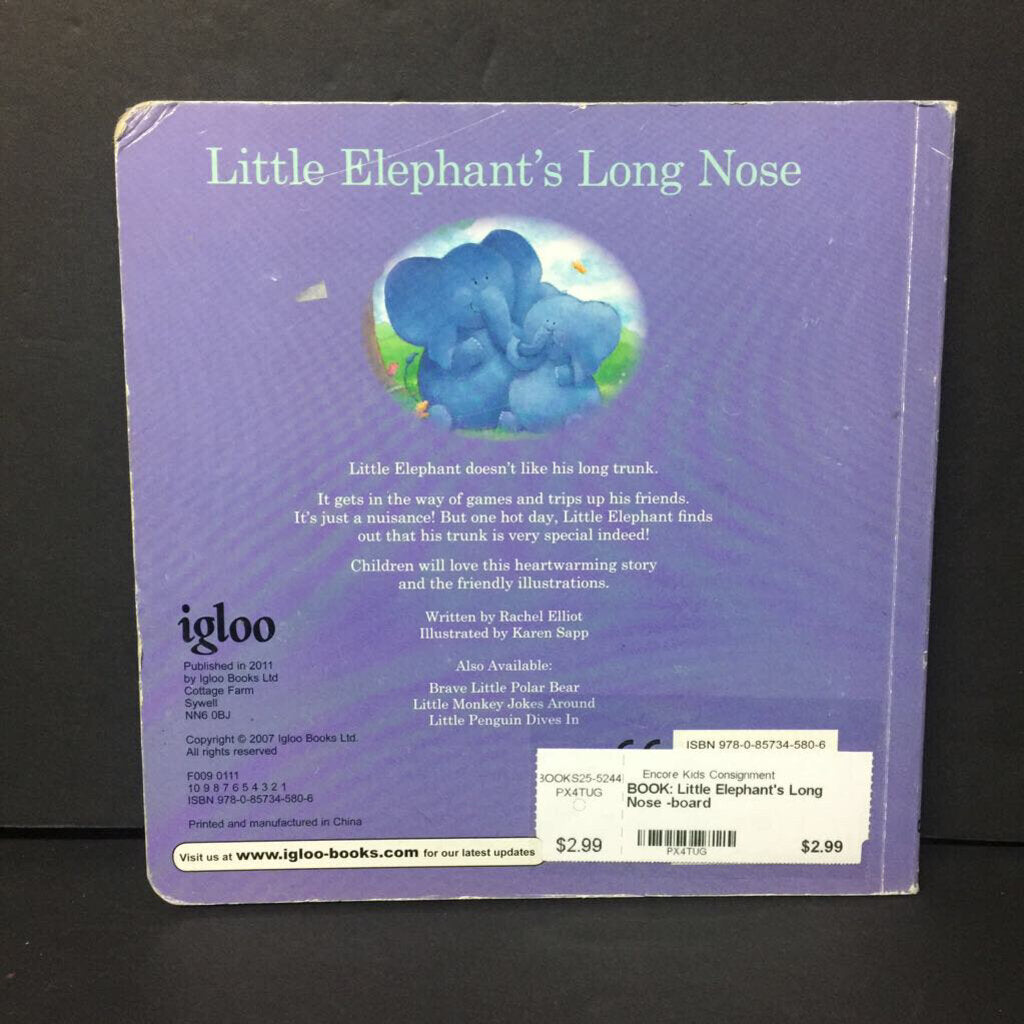 Little Elephant's Long Nose
Little Elephant doesn't like his long trunk.
It gets in the way of games and trips up his friends.
It's just a nuisance! But one hot day, Little Elephant finds
out that his trunk is very special indeed!
Children will love this heartwarming story
and the friendly illustrations.
Written by Rachel Elliot
Illustrated by Karen Sapp
Also Available:
Brave Little Polar Bear
Little Monkey Jokes Around
Little Penguin Dives In
igloo
Published in 2011
by Igloo Books Ltd
Cottage Farm
Sywell
NN6 0BJ
Copyright © 2007 Igloo Books Ltd.
All rights reserved
F009 0111
10 9 8 7 6 5 4 3 2 1
ISBN 978-0-85734-580-6
Printed and manufactured in China
Visit us at www.igloo-books.com for our latest updates
ISBN 978-0-85734-580-6
BOOKS25-5244
PX4TUG
$2.99
Encore Kids Consignment
BOOK: Little Elephant's Long
Nose -board
PX4TUG
$2.99